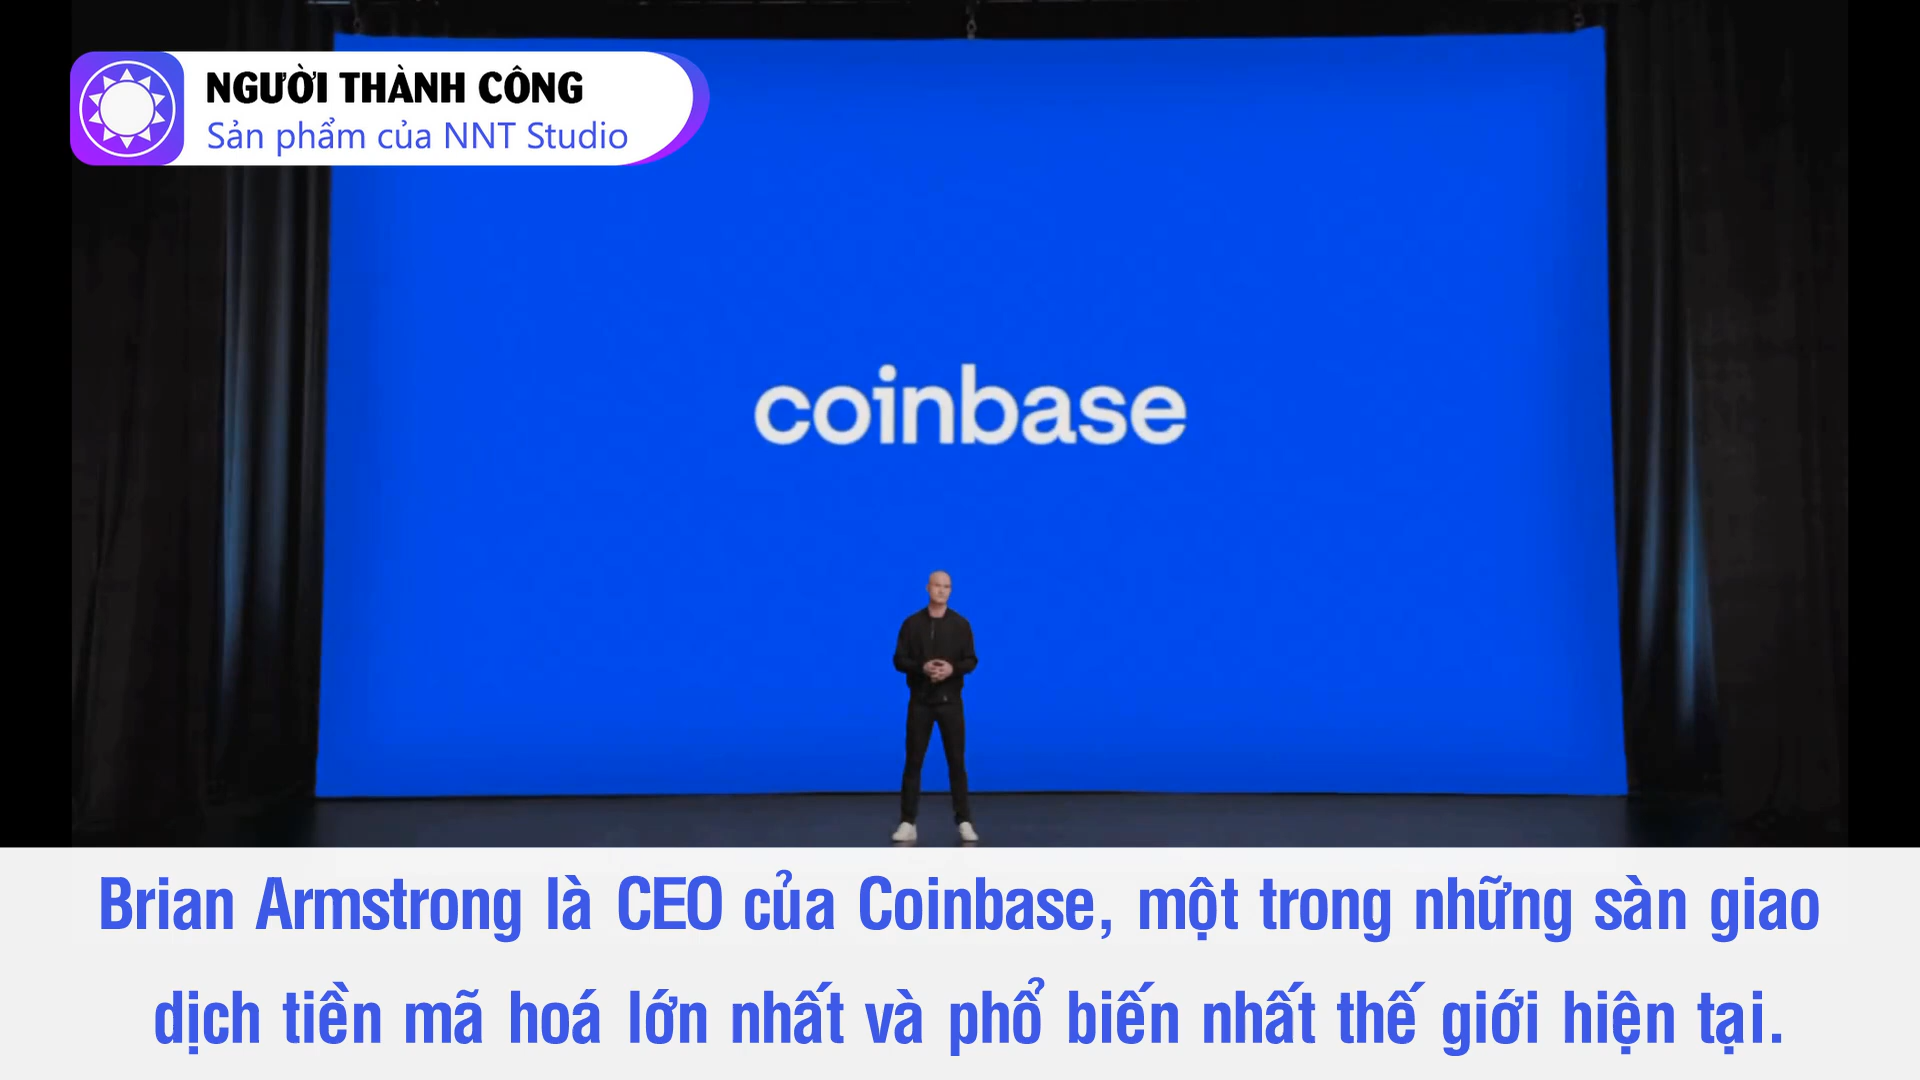 NGƯỜI THÀNH CÔNG
Sản phẩm của NNT Studio
coinbase
Brian Armstrong là CEO của Coinbase, một trong những sàn giao
dịch tiền mã hoá lớn nhất và phổ biến nhất thế giới hiện tại.